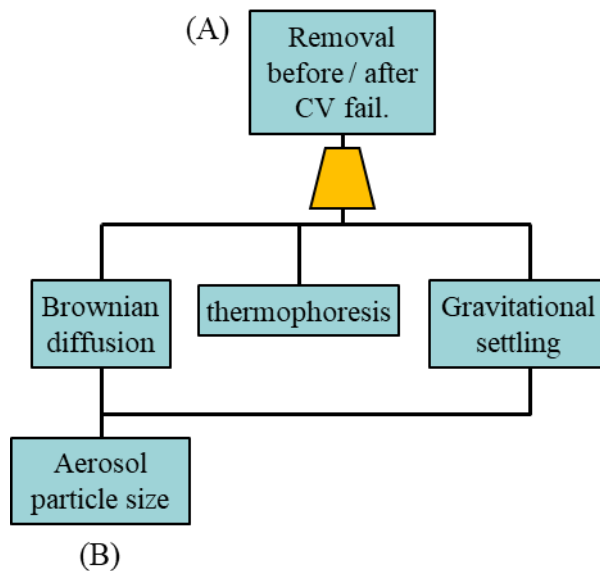 (A)
Removal
before / after
CV fail.
Brownian
diffusion
thermophoresis
Gravitational
settling
Aerosol
particle size
(B)